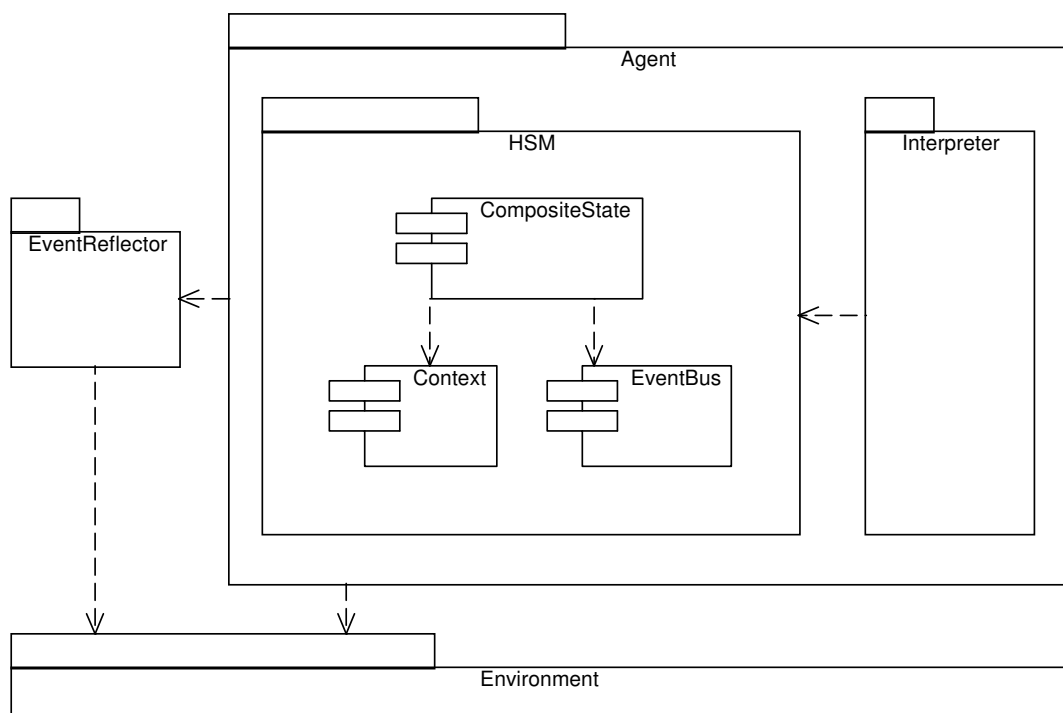 Agent
HSM
Interpreter
CompositeState
EventReflector
Context
EventBus
Environment